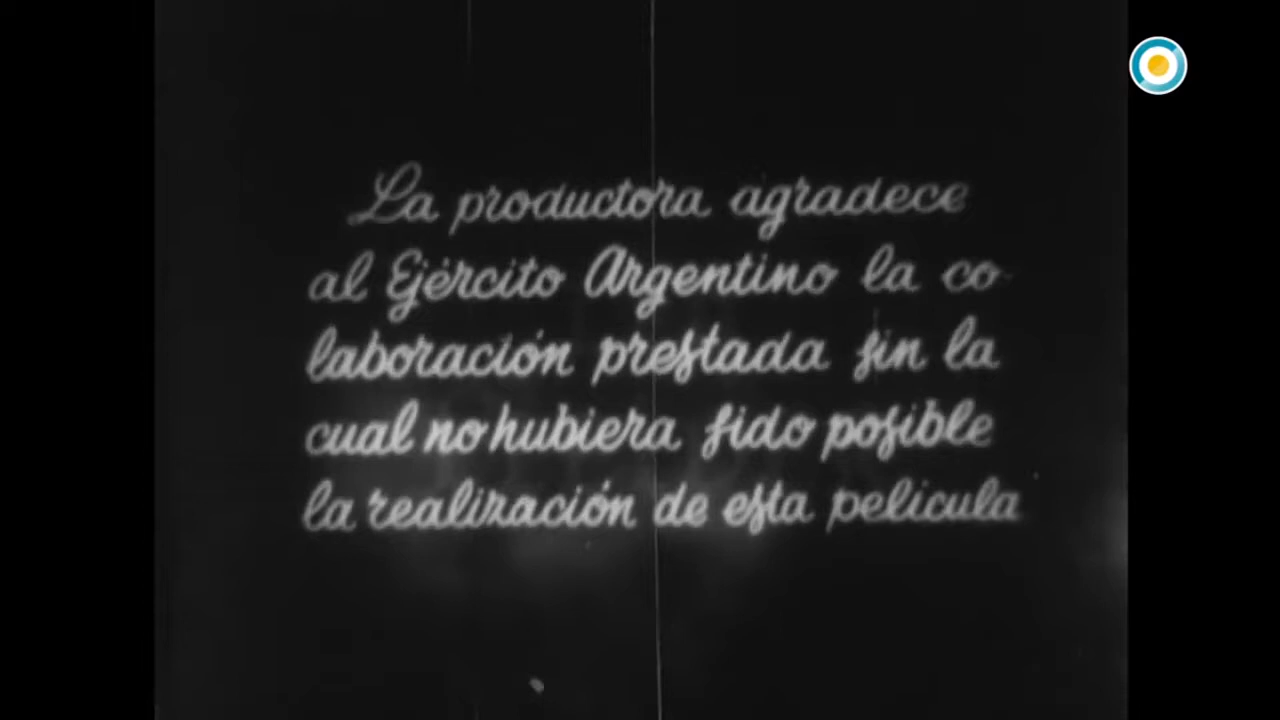 La productora agradece
al Ejército Argentino la co-
laboración preſtada ſin la
cual no hubiera ſido poſible
la realización de eſta pelicula